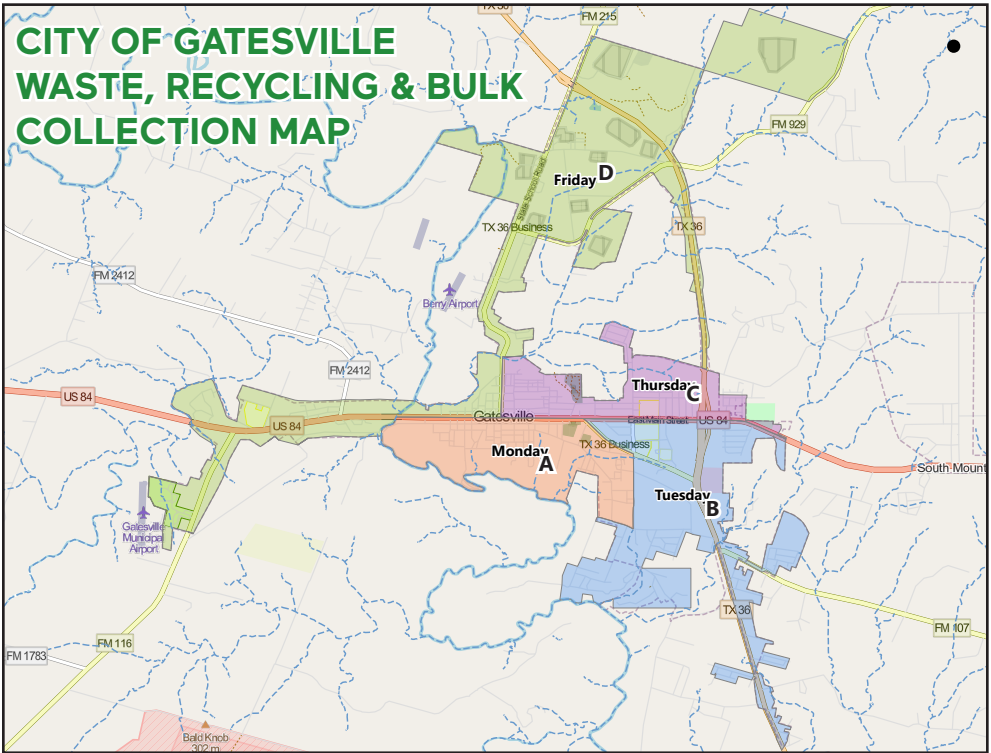 CITY OF GATESVILLE
WASTE, RECYCLING & BULK
COLLECTION MAP
TX 36
FM 215
FM 929
State School Road
Friday D
TX 36 Business
TX 36
FM 2412
Berry Airport
FM 2412
US 84
Thursday C
Gatesville
East Main Street
US 84
US 84
TX 36 Business
Monday A
South Mount
Tuesday B
Gatesville
Municipal
Airport
TX 36
FM 107
FM 116
FM 1783
Bald Knob
302 m